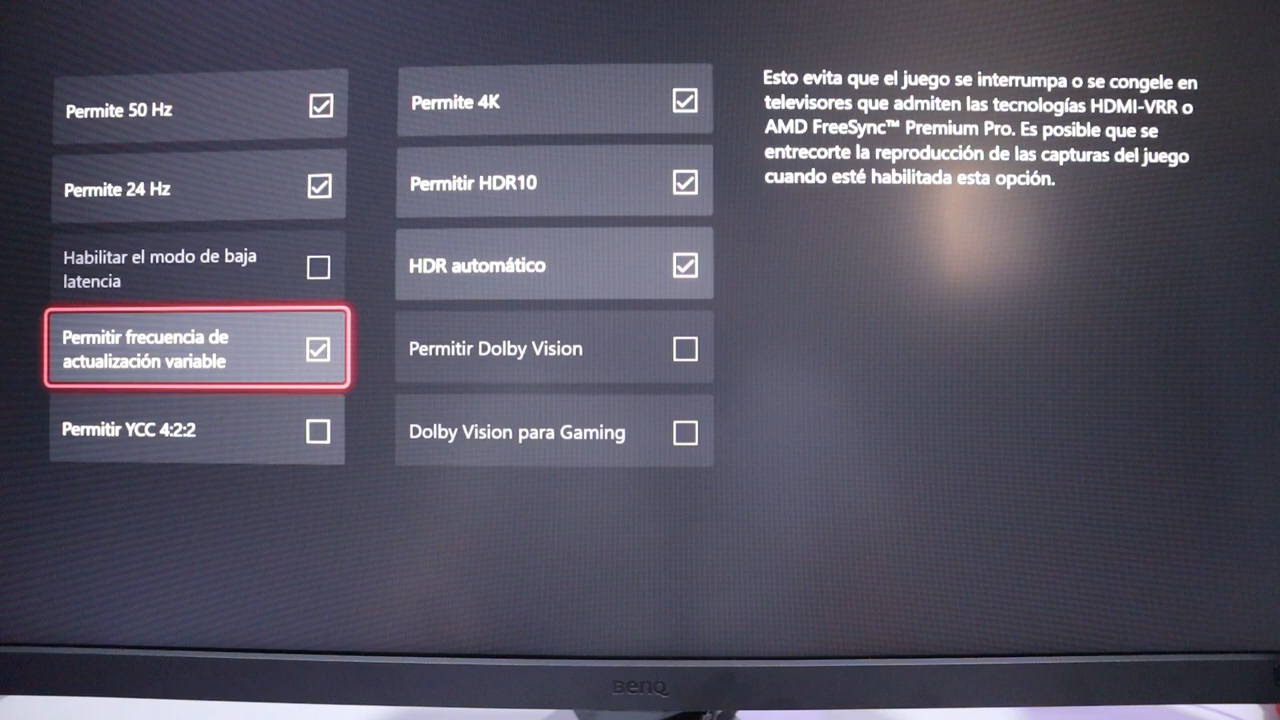 Permite 50 Hz
Permite 24 Hz
Habilitar el modo de baja
latencia
Permitir frecuencia de
actualización variable
Permitir YCC 4:2:2
Permite 4K
Permitir HDR10
HDR automático
Permitir Dolby Vision
Dolby Vision para Gaming
Esto evita que el juego se interrumpa o se congele en
televisores que admiten las tecnologías HDMI-VRR o
AMD FreeSync™ Premium Pro. Es posible que se
entrecorte la reproducción de las capturas del juego
cuando esté habilitada esta opción.
BenQ